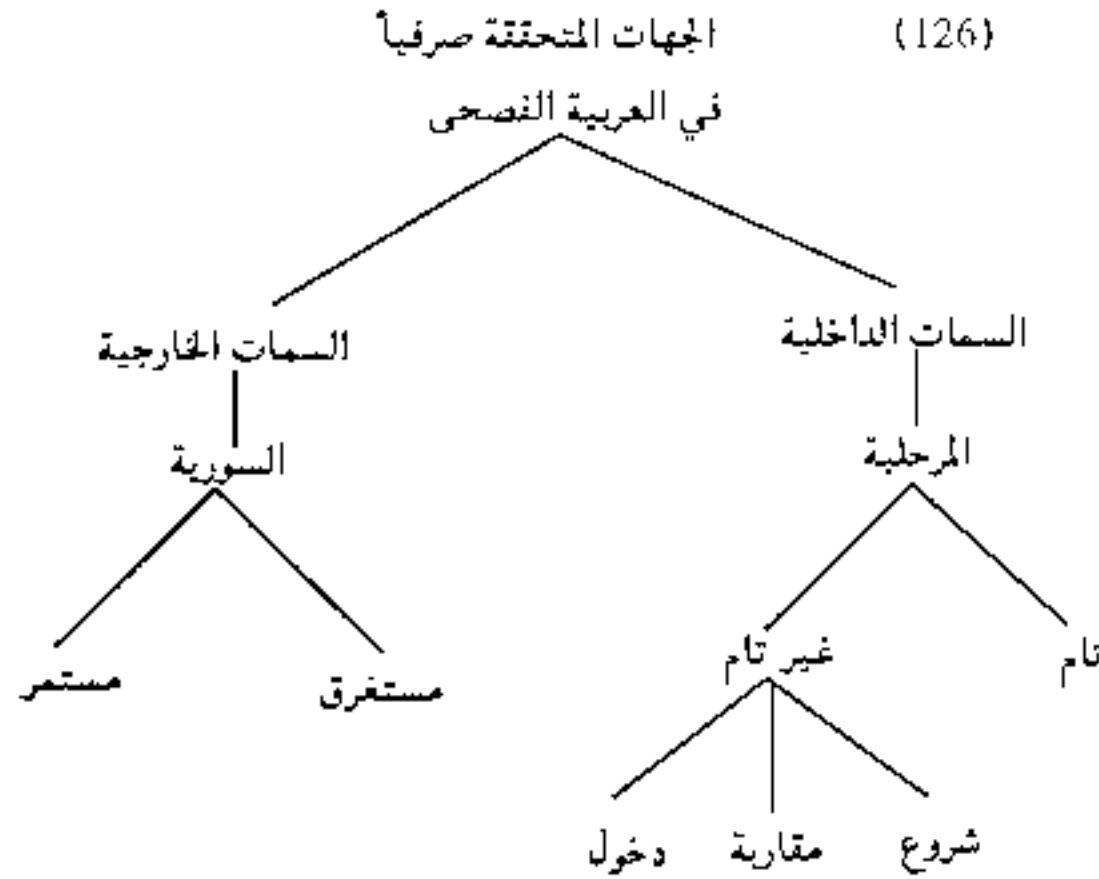 (126) الجهات المتحققة صرفياً
في العربية الفصحى
السمات الداخلية السمات الخارجية
المرحلية السورية
تام غير تام مستغرق مستمر
شروع مقاربة دخول